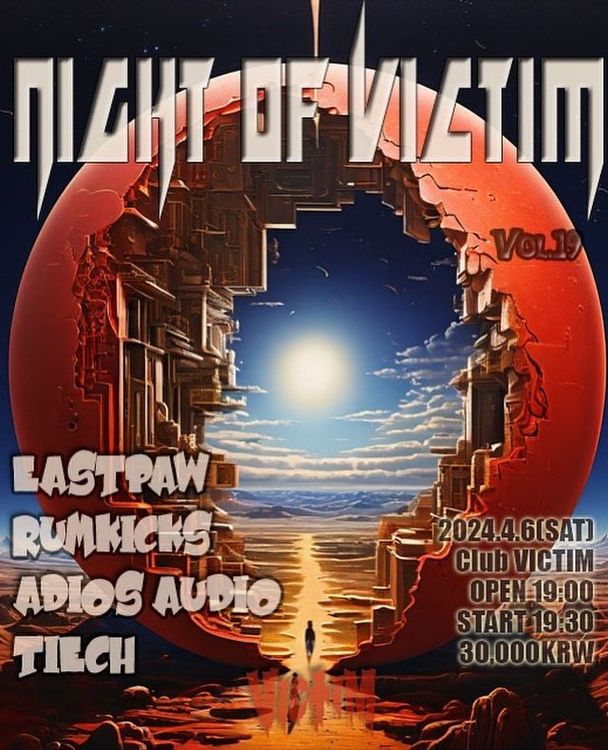 NIGHT OF VICTIM
VOL.19
EASTPAW
RUMKICKS
ADIOS AUDIO
TIECH
2024.4.6(SAT)
Club VICTIM
OPEN 19:00
START 19:30
30,000KRW
VICTIM